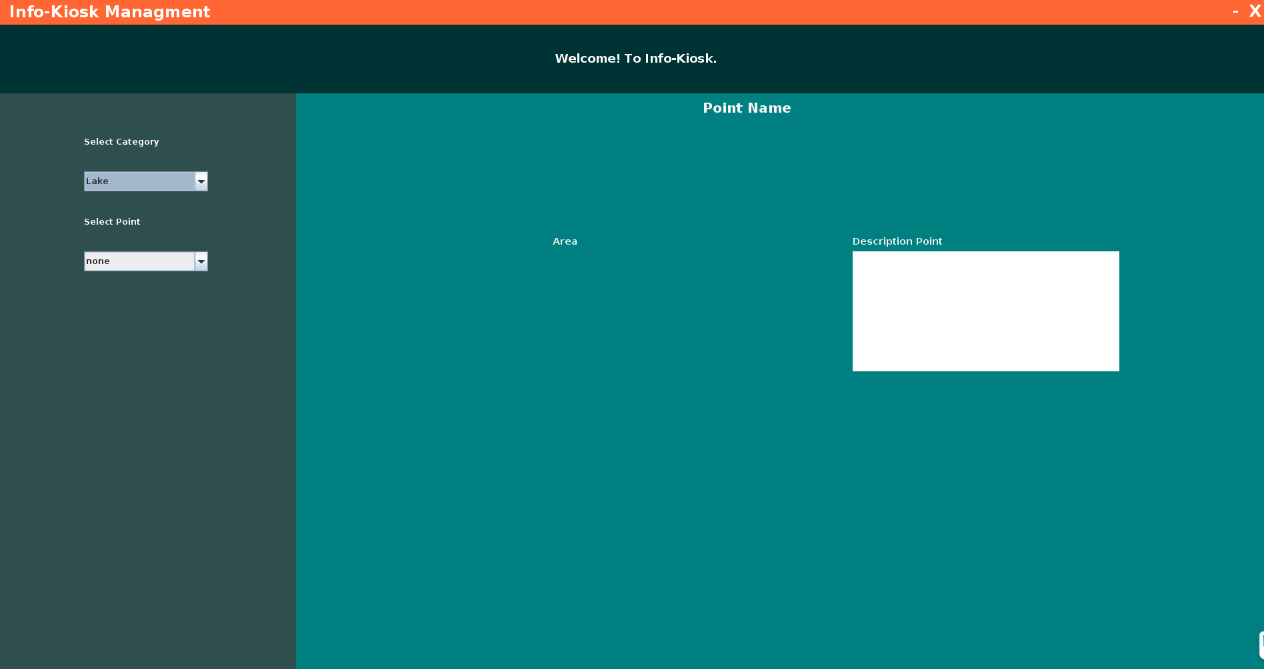 Info-Kiosk Managment
- X
Welcome! To Info-Kiosk.
Point Name
Select Category
Lake
Select Point
none
Area
Description Point